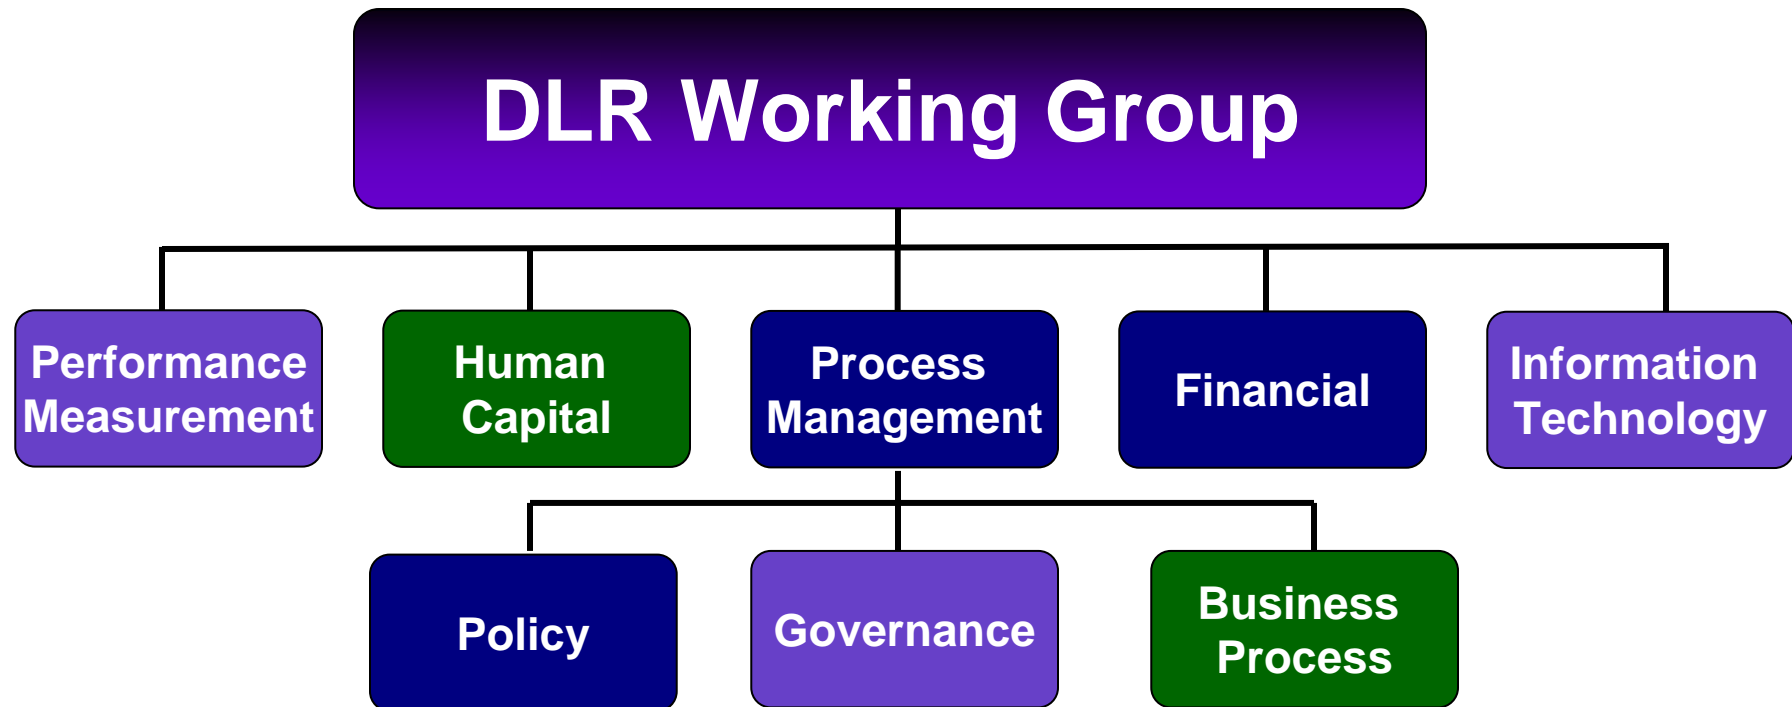 DLR Working Group
Performance
Measurement
Human
Capital
Process
Management
Financial
Information
Technology
Policy
Governance
Business
Process